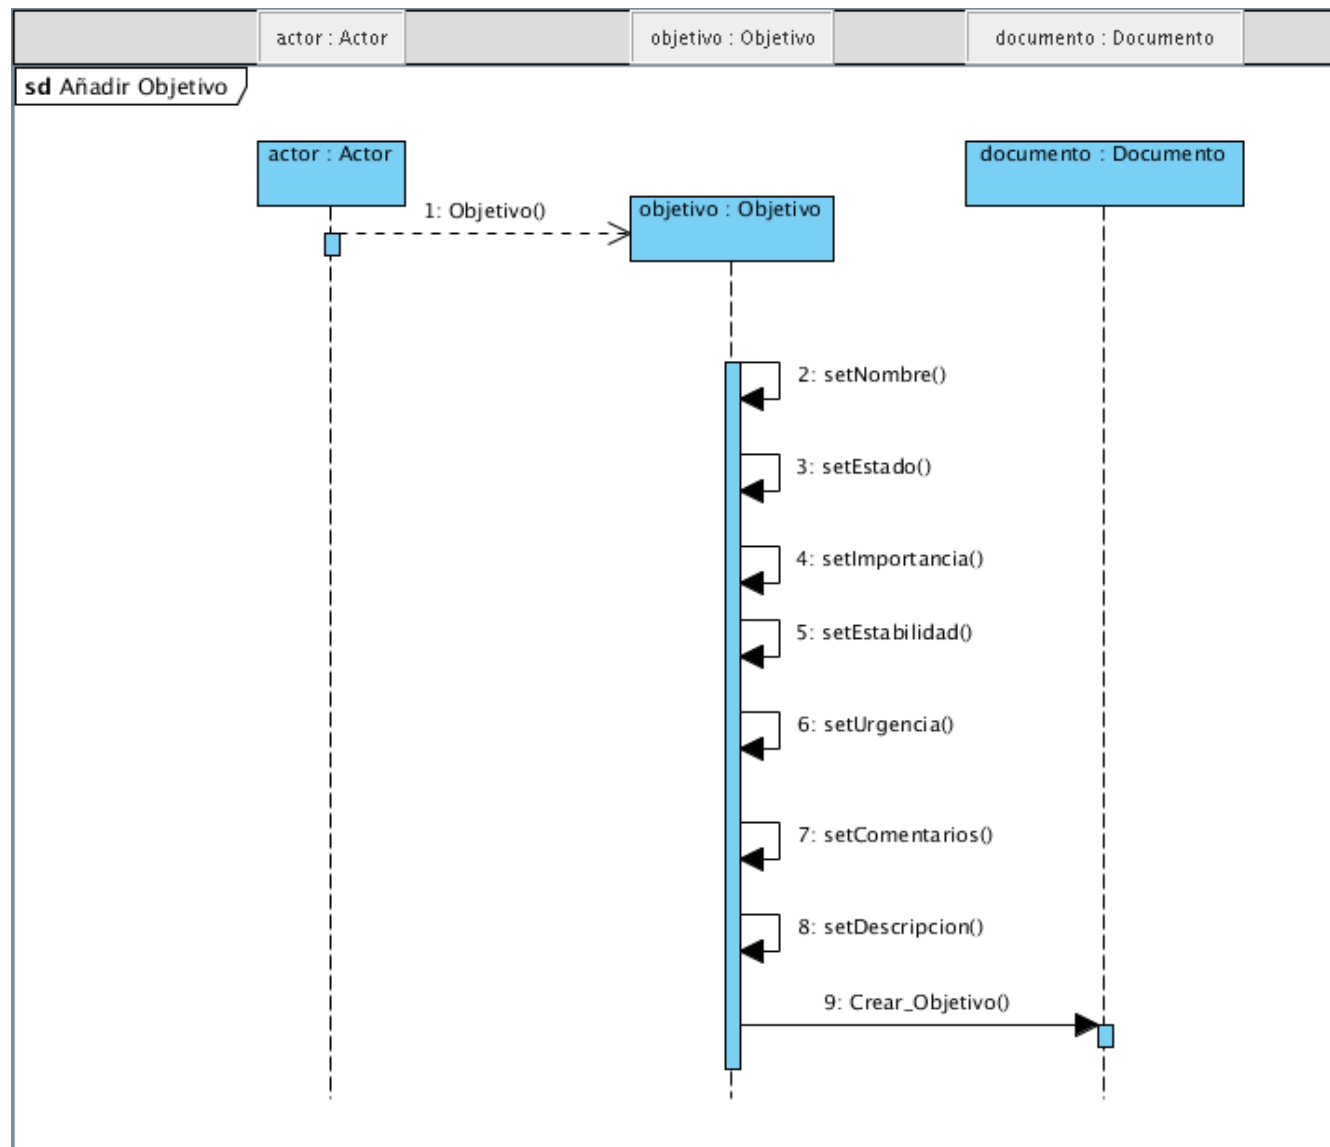 actor : Actor
objetivo : Objetivo
documento : Documento
sd Añadir Objetivo
actor : Actor
documento : Documento
1: Objetivo()
objetivo : Objetivo
2: setNombre()
3: setEstado()
4: setImportancia()
5: setEstabilidad()
6: setUrgencia()
7: setComentarios()
8: setDescripcion()
9: Crear_Objetivo()